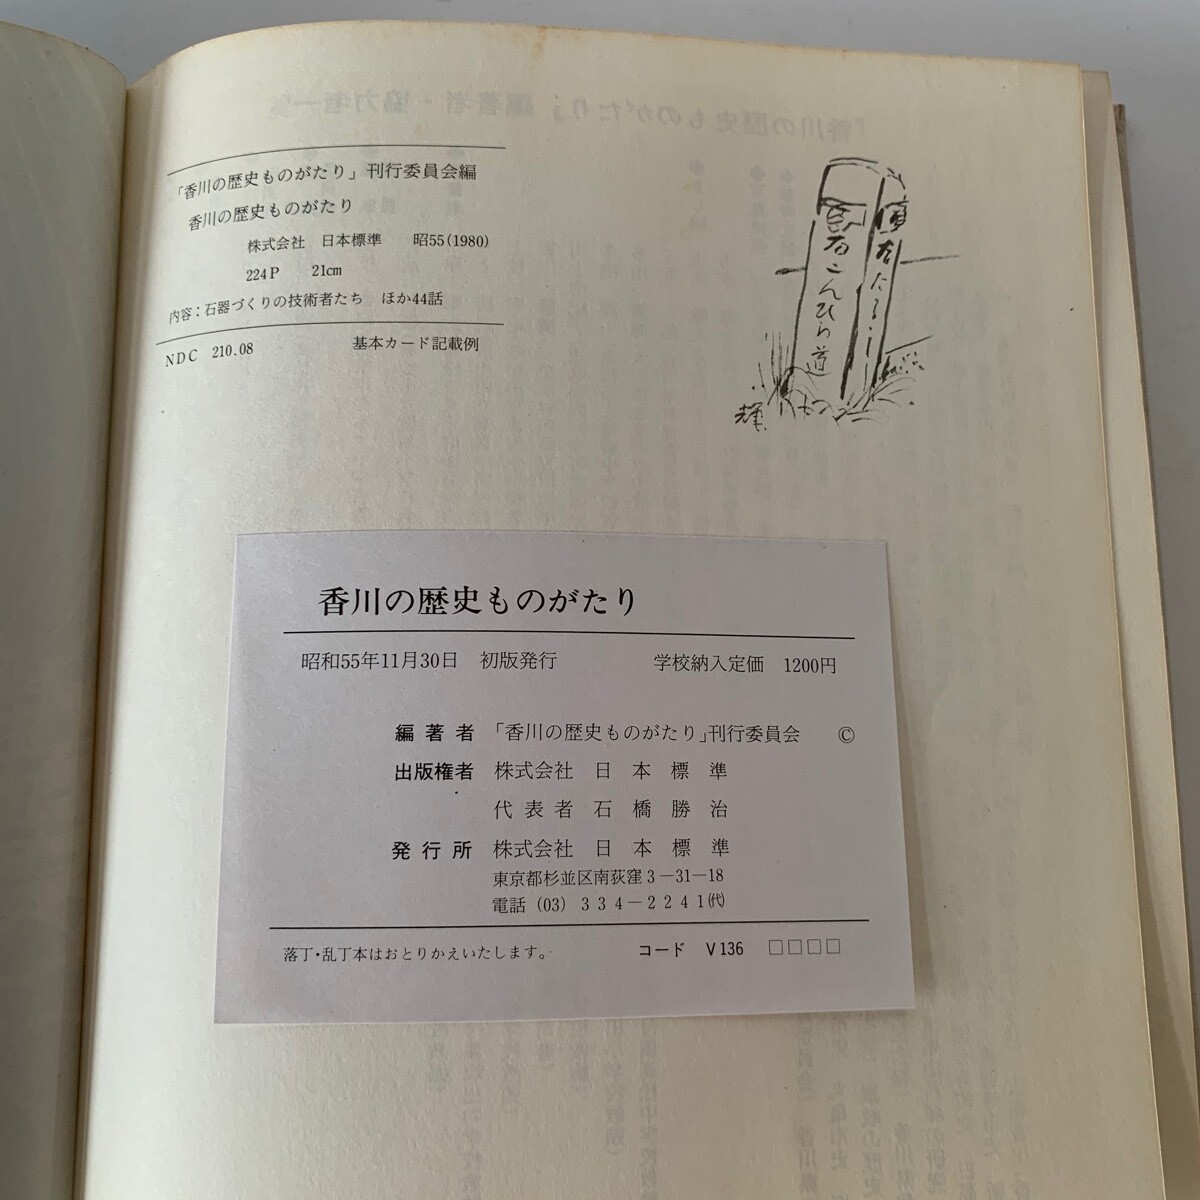 「香川の歴史ものがたり」刊行委員会編
香川の歴史ものがたり
株式会社 日本標準 昭55(1980)
224P 21cm
内容:石器づくりの技術者たち ほか44話
NDC 210.08 基本カード記載例
右こんひら道
輝
香川の歴史ものがたり
昭和55年11月30日 初版発行 学校納入定価 1200円
編著者 「香川の歴史ものがたり」刊行委員会 ©
出版権者 株式会社 日本標準
代表者 石橋勝治
発行所 株式会社 日本標準
東京都杉並区南荻窪3-31-18
電話(03)334-2241㈹
落丁・乱丁本はおとりかえいたします。 コード V136 □□□□